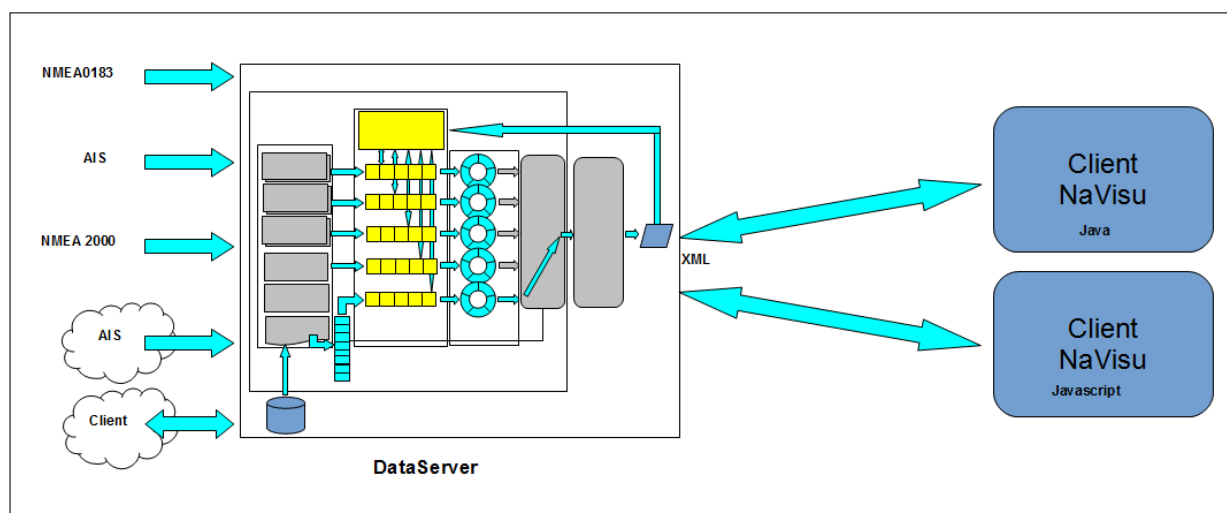 NMEA0183
AIS
NMEA 2000
AIS
Client
DataServer
XML
Client
NaVisu
Java
Client
NaVisu
Javascript